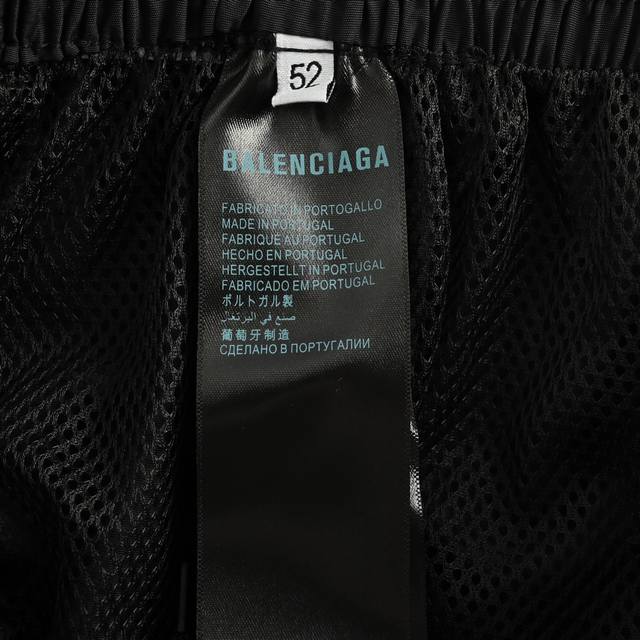 52
BALENCIAGA
FABRICATO IN PORTOGALLO
MADE IN PORTUGAL
FABRIQUE AU PORTUGAL
HECHO EN PORTUGAL
HERGESTELLT IN PORTUGAL
FABRICADO EM PORTUGAL
ポルトガル製
صنع في البرتغال
葡萄牙制造
СДЕЛАНО В ПОРТУГАЛИИ